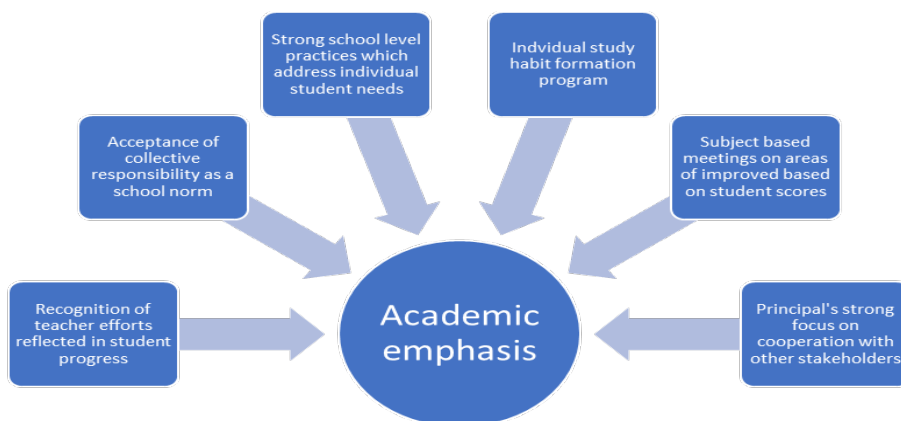 Strong school level
practices which
address individual
student needs
Indvidual study
habit formation
program
Acceptance of
collective
responsibility as a
school norm
Subject based
meetings on areas
of improved based
on student scores
Recognition of
teacher efforts
reflected in student
progress
Academic
emphasis
Principal's strong
focus on
cooperation with
other stakeholders